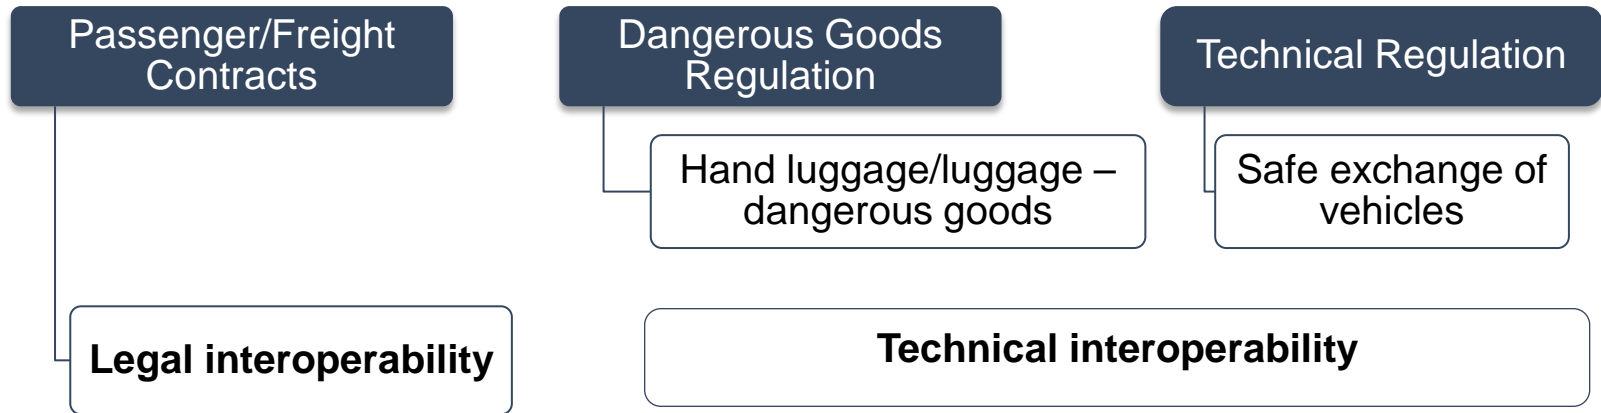 Passenger/Freight
Contracts
Dangerous Goods
Regulation
Technical Regulation
Hand luggage/luggage –
dangerous goods
Safe exchange of
vehicles
Legal interoperability
Technical interoperability